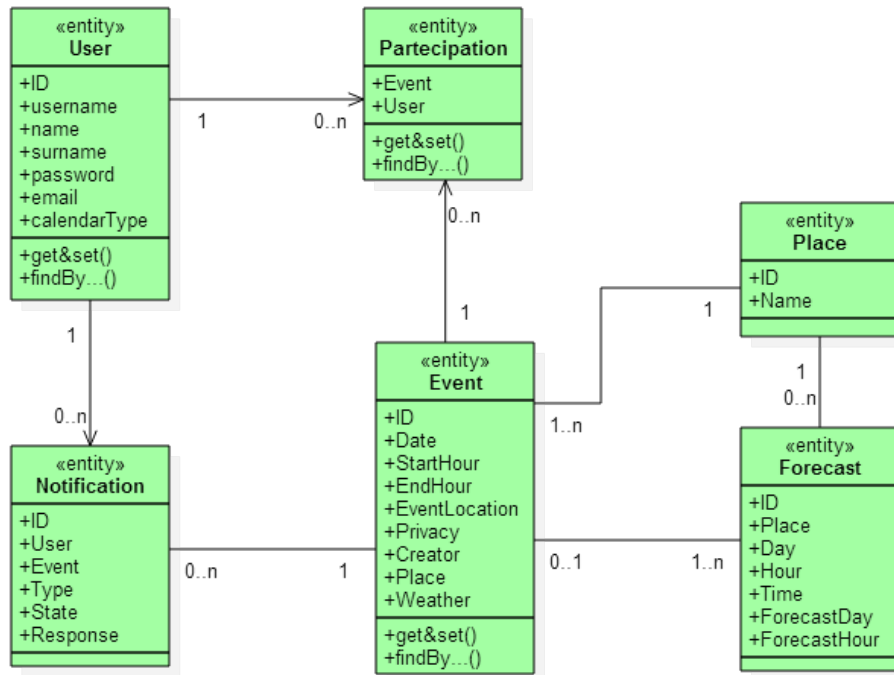 «entity»
User
+ID
+username
+name
+surname
+password
+email
+calendarType
+get&set()
+findBy...()
1
0..n
«entity»
Partecipation
+Event
+User
+get&set()
+findBy...()
0..n
1
«entity»
Place
+ID
+Name
1
1..n
1
0..n
1
0..n
«entity»
Notification
+ID
+User
+Event
+Type
+State
+Response
0..n
1
«entity»
Event
+ID
+Date
+StartHour
+EndHour
+EventLocation
+Privacy
+Creator
+Place
+Weather
+get&set()
+findBy...()
0..1
1..n
«entity»
Forecast
+ID
+Place
+Day
+Hour
+Time
+ForecastDay
+ForecastHour